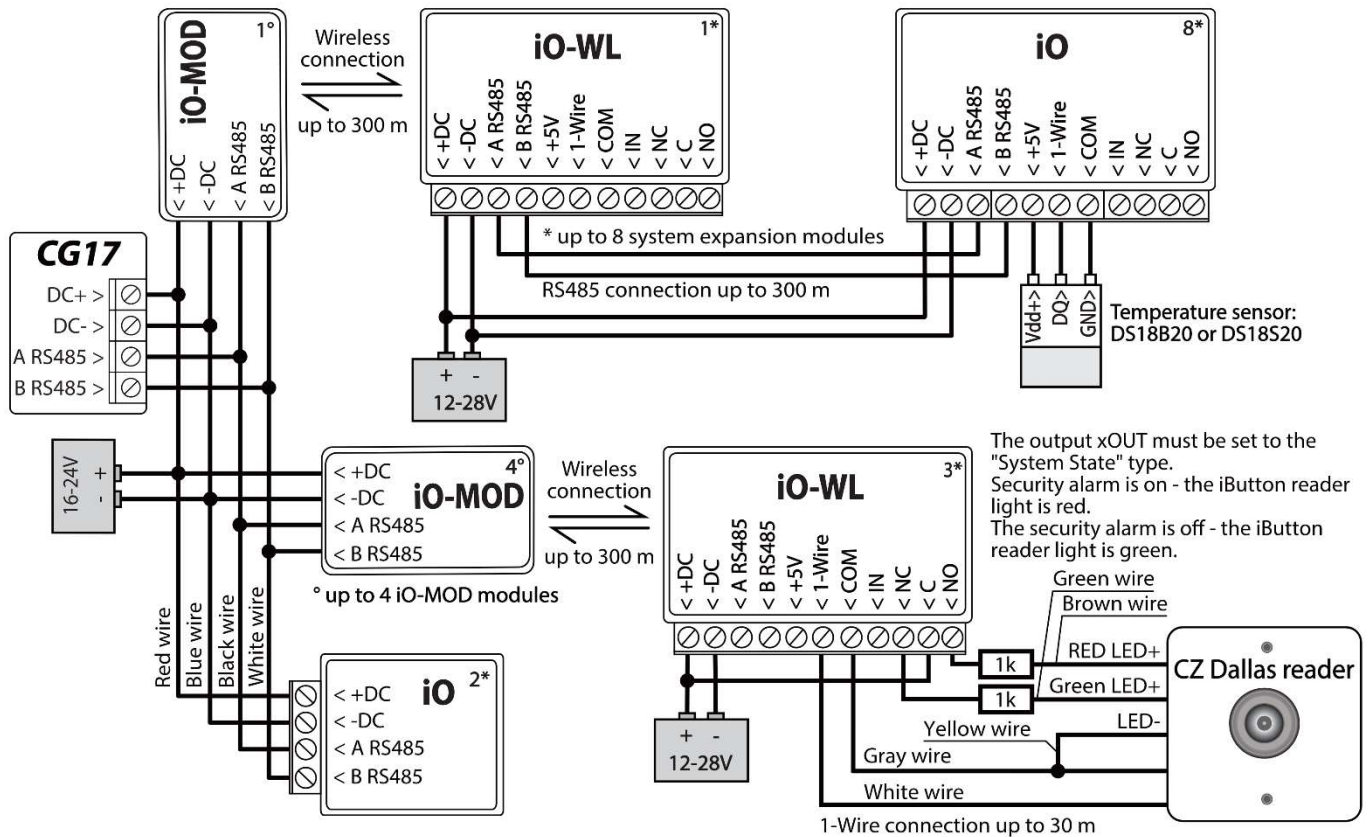 iO-MOD
1°
< +DC
< -DC
< A RS485
< B RS485
Wireless
connection
up to 300 m
iO-WL
1*
< +DC
< -DC
< A RS485
< B RS485
< +5V
< 1-Wire
< COM
< IN
< NC
< C
< NO
iO
8*
< +DC
< -DC
< A RS485
< B RS485
< +5V
< 1-Wire
< COM
< IN
< NC
< C
< NO
* up to 8 system expansion modules
RS485 connection up to 300 m
+ -
12-28V
Vdd+>
DQ>
GND>
Temperature sensor:
DS18B20 or DS18S20
CG17
DC+ >
DC- >
A RS485 >
B RS485 >
16-24V
+
-
< +DC
< -DC
< A RS485
< B RS485
4°
iO-MOD
° up to 4 iO-MOD modules
Wireless
connection
up to 300 m
iO-WL
3*
< +DC
< -DC
< A RS485
< B RS485
< +5V
< 1-Wire
< COM
< IN
< NC
< C
< NO
+ -
12-28V
The output xOUT must be set to the
"System State" type.
Security alarm is on - the iButton reader
light is red.
The security alarm is off - the iButton
reader light is green.
Green wire
Brown wire
1k
RED LED+
1k
Green LED+
LED-
Yellow wire
Gray wire
White wire
1-Wire connection up to 30 m
CZ Dallas reader
Red wire
Blue wire
Black wire
White wire
iO
2*
< +DC
< -DC
< A RS485
< B RS485